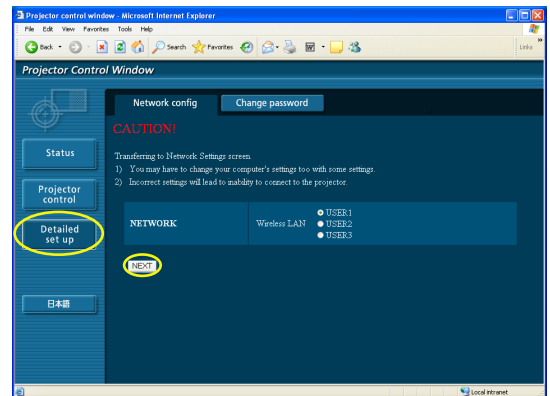 Projector control window - Microsoft Internet Explorer
File Edit View Favorites Tools Help
Back Search Favorites Links
Projector Control Window
Network config Change password
CAUTION!
Status
Transferring to Network Settings screen.
1) You may have to change your computer's settings too with some settings.
2) Incorrect settings will lead to inability to connect to the projector.
Projector
control
NETWORK Wireless LAN USER1
USER2
USER3
Detailed
set up
NEXT
日本語
Local intranet